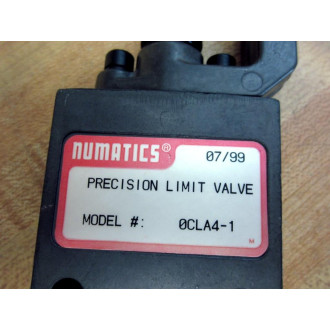 NUMATICS® 07/99
PRECISION LIMIT VALVE
MODEL #: 0CLA4-1